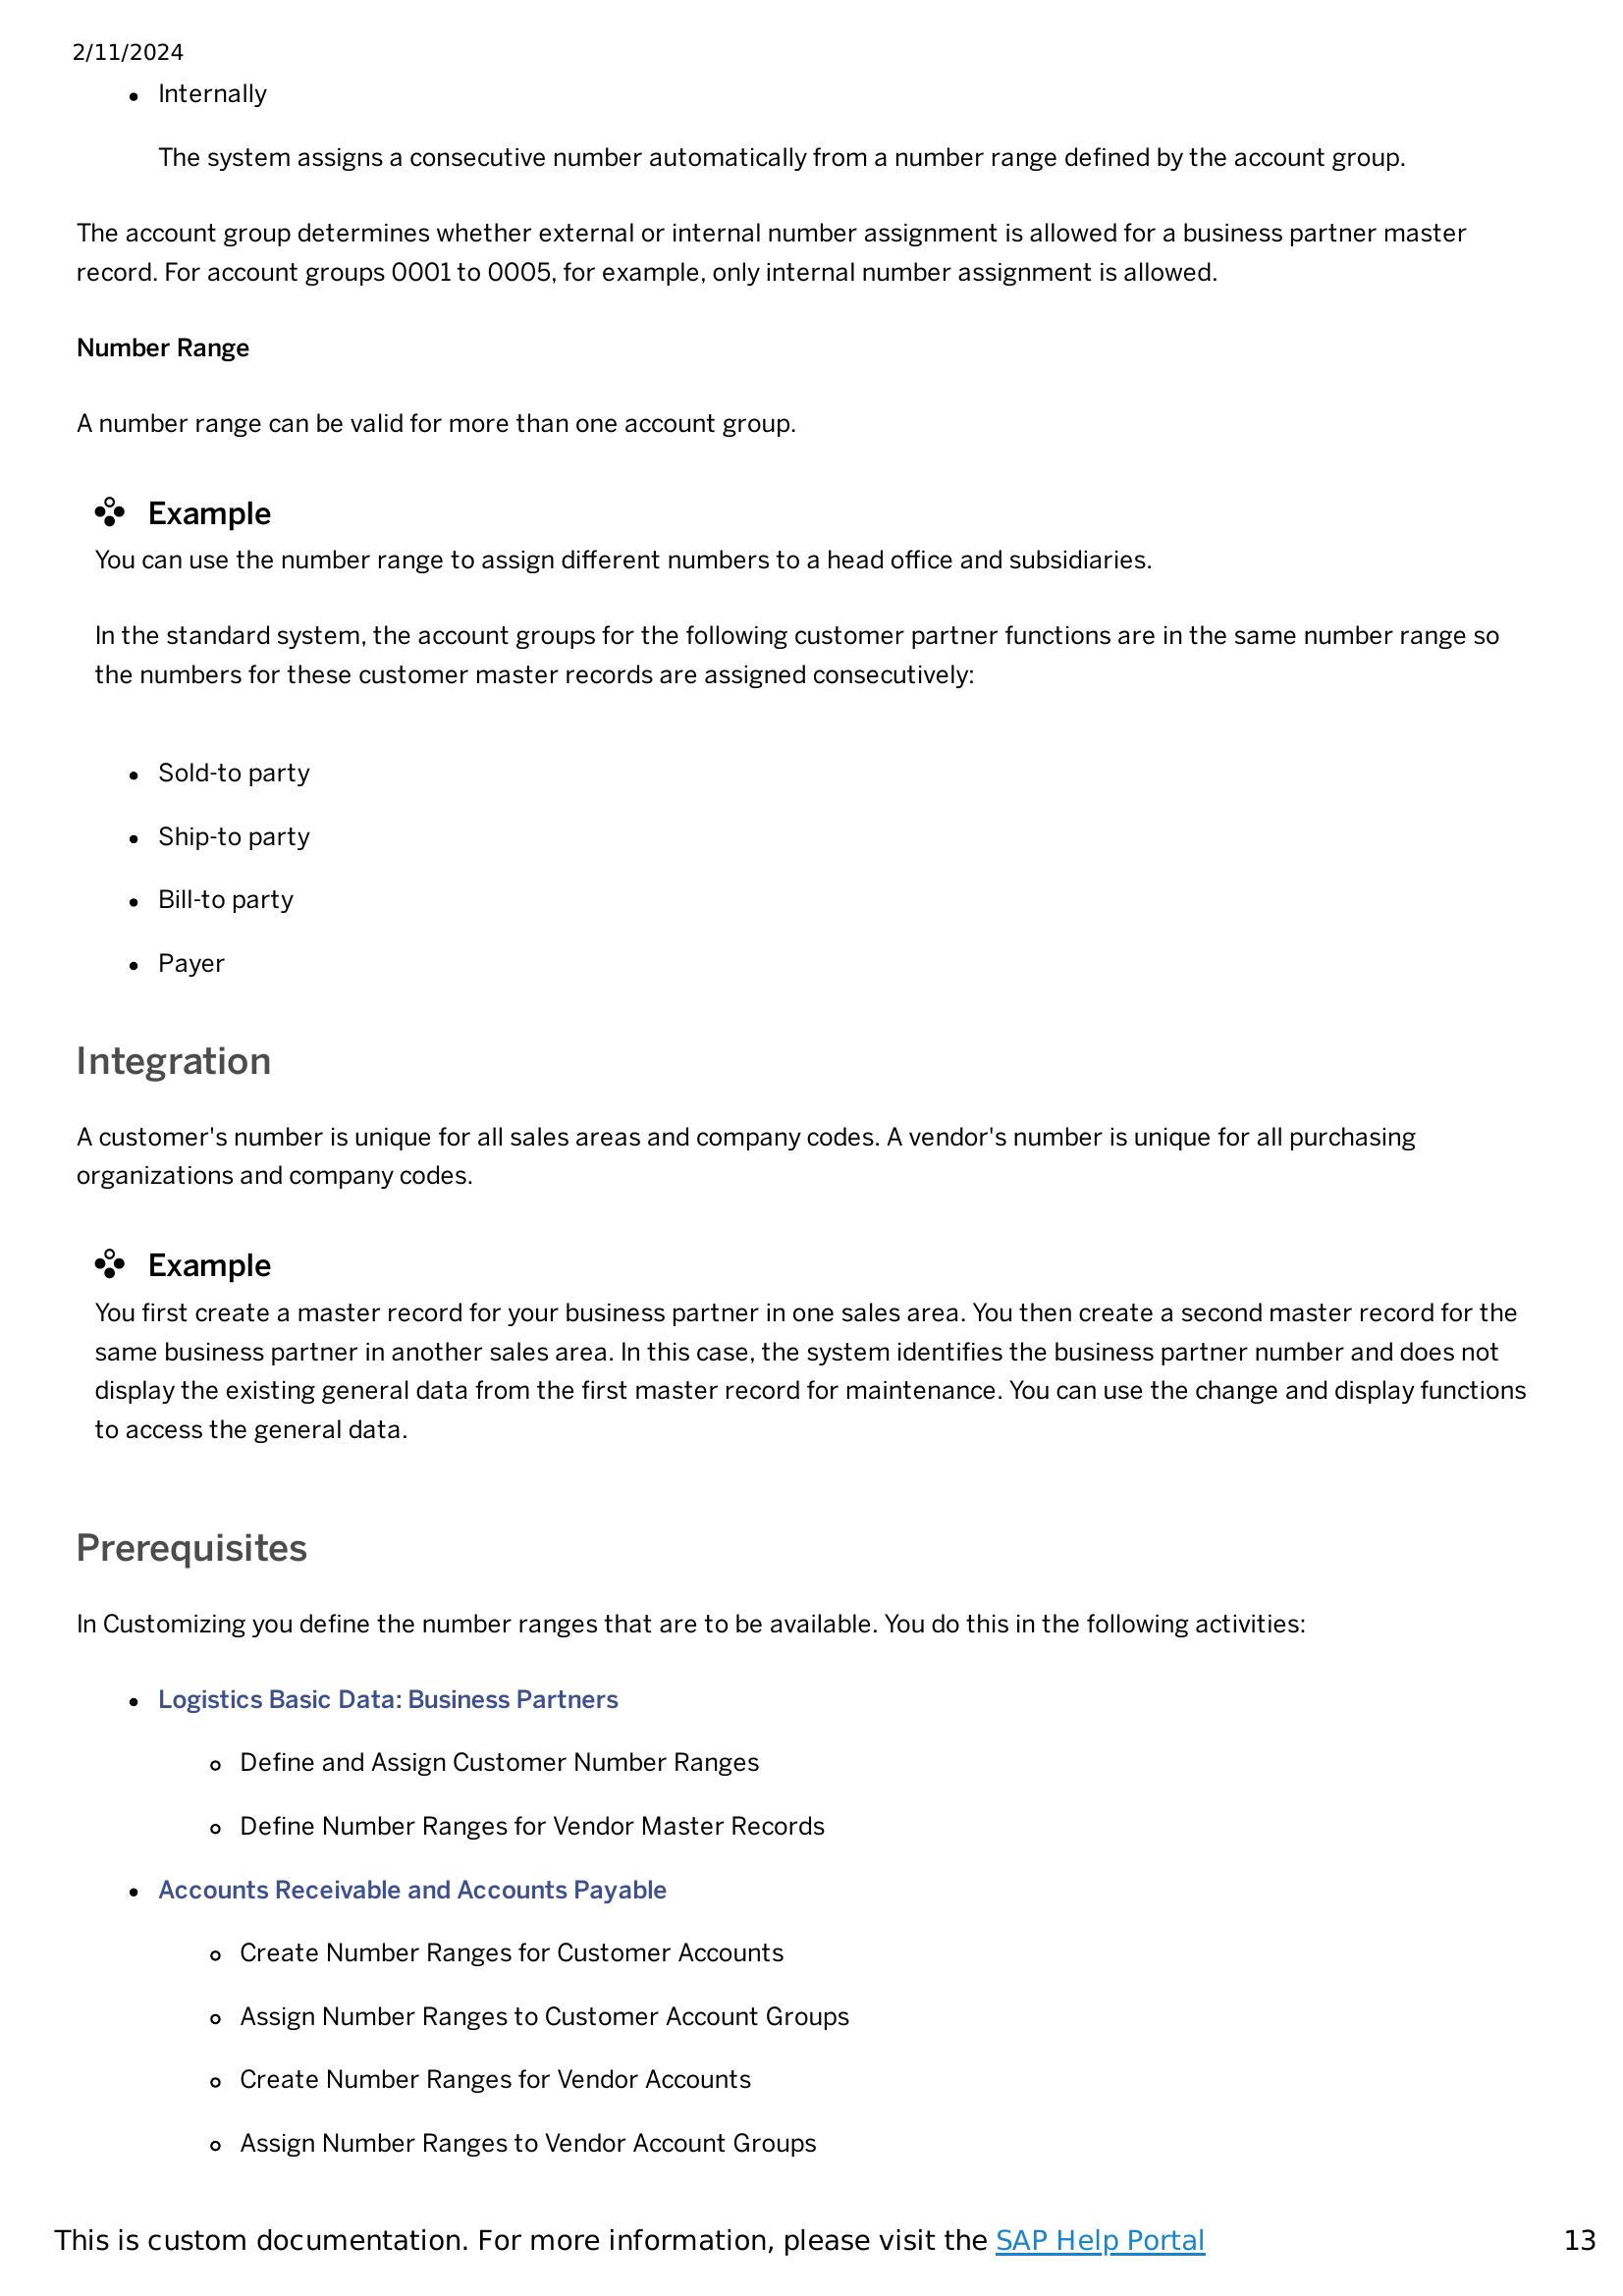 2/11/2024
• Internally
The system assigns a consecutive number automatically from a number range defined by the account group.
The account group determines whether external or internal number assignment is allowed for a business partner master
record. For account groups 0001 to 0005, for example, only internal number assignment is allowed.
Number Range
A number range can be valid for more than one account group.
Example
You can use the number range to assign different numbers to a head office and subsidiaries.
In the standard system, the account groups for the following customer partner functions are in the same number range so
the numbers for these customer master records are assigned consecutively:
• Sold-to party
• Ship-to party
• Bill-to party
• Payer
Integration
A customer's number is unique for all sales areas and company codes. A vendor's number is unique for all purchasing
organizations and company codes.
Example
You first create a master record for your business partner in one sales area. You then create a second master record for the
same business partner in another sales area. In this case, the system identifies the business partner number and does not
display the existing general data from the first master record for maintenance. You can use the change and display functions
to access the general data.
Prerequisites
In Customizing you define the number ranges that are to be available. You do this in the following activities:
• Logistics Basic Data: Business Partners
◦ Define and Assign Customer Number Ranges
◦ Define Number Ranges for Vendor Master Records
• Accounts Receivable and Accounts Payable
◦ Create Number Ranges for Customer Accounts
◦ Assign Number Ranges to Customer Account Groups
◦ Create Number Ranges for Vendor Accounts
◦ Assign Number Ranges to Vendor Account Groups
This is custom documentation. For more information, please visit the SAP Help Portal 13